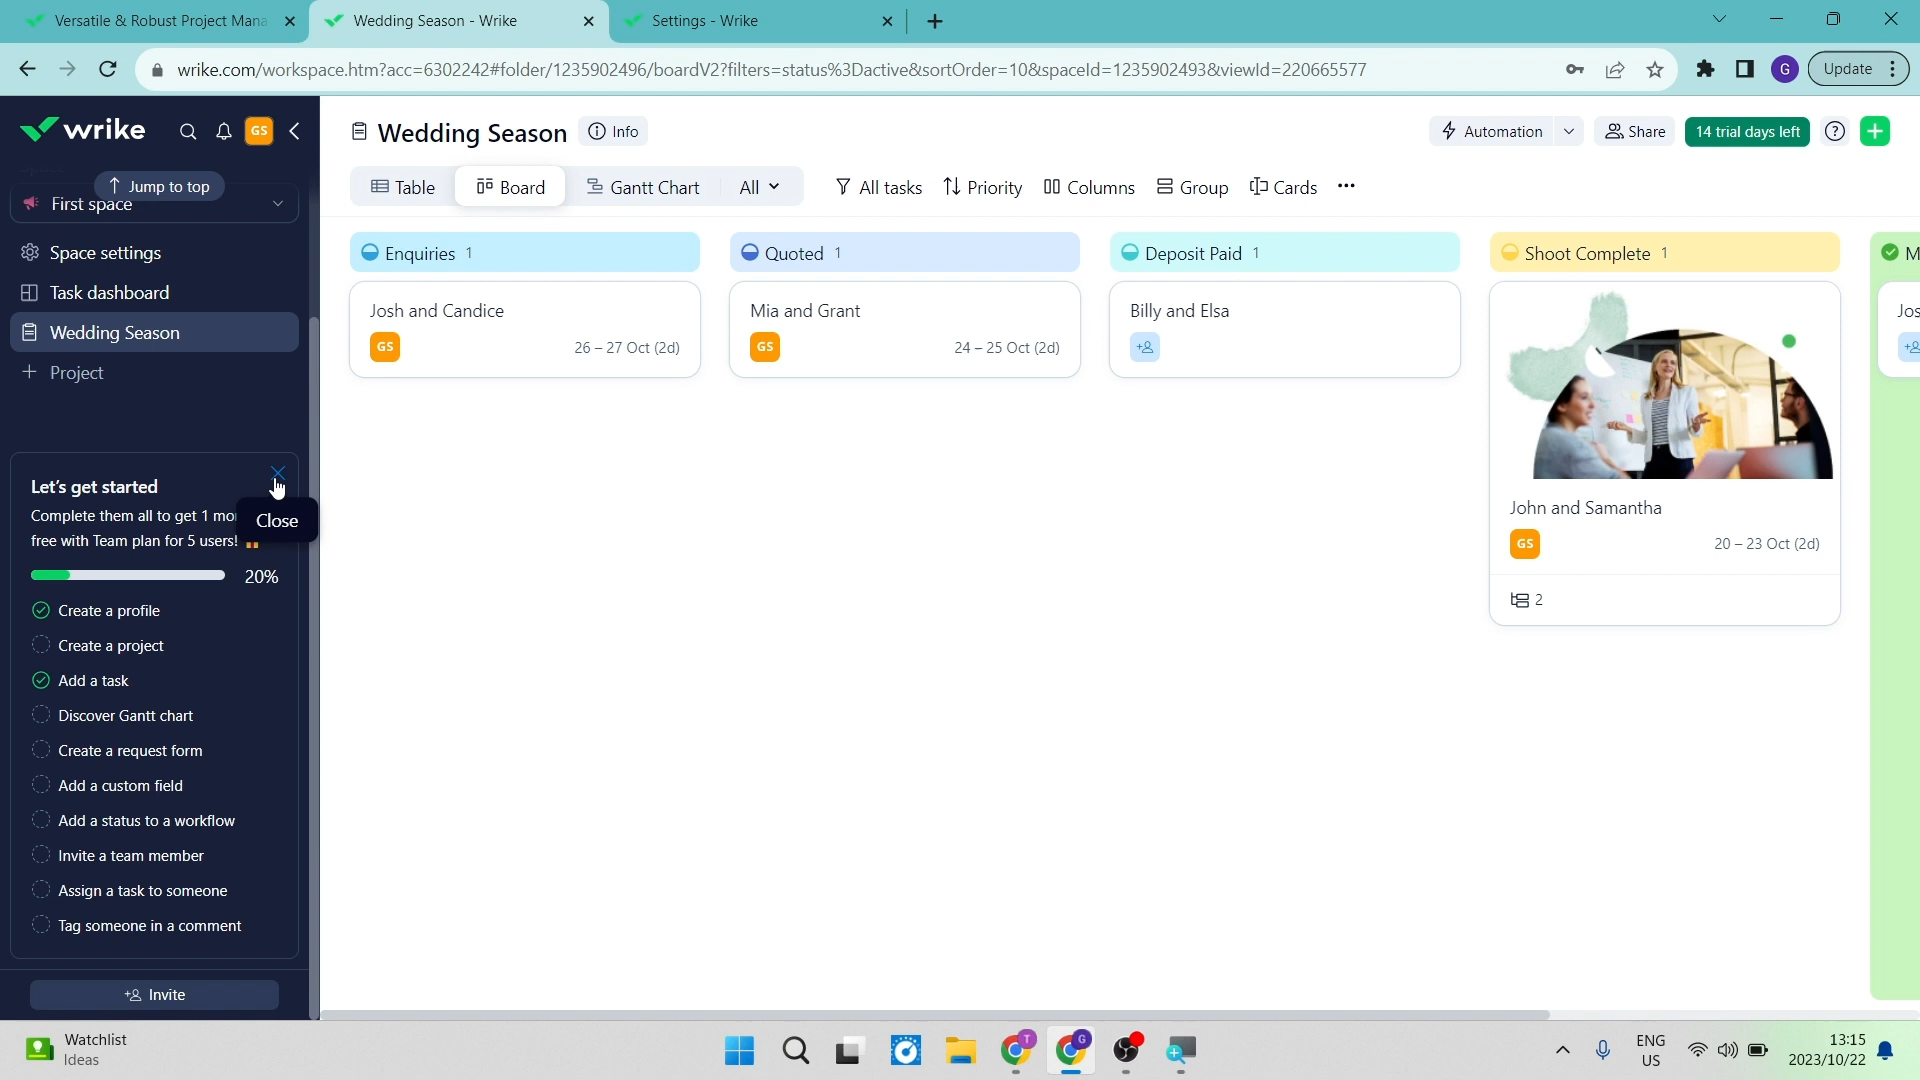 Versatile & Robust Project Mana
Wedding Season - Wrike
Settings - Wrike
wrike.com/workspace.htm?acc=6302242#folder/1235902496/boardV2?filters=status%3Dactive&sortOrder=10&spaceId=1235902493&viewId=220665577
G
Update
wrike
GS
Wedding Season
Info
Automation
Share
14 trial days left
Jump to top
First space
Table
Board
Gantt Chart
All
All tasks
Priority
Columns
Group
Cards
Space settings
Task dashboard
Wedding Season
Project
Enquiries 1
Quoted 1
Deposit Paid 1
Shoot Complete 1
M
Josh and Candice
GS
26 – 27 Oct (2d)
Mia and Grant
GS
24 – 25 Oct (2d)
Billy and Elsa
Jos
John and Samantha
GS
20 – 23 Oct (2d)
2
Let's get started
Close
Complete them all to get 1 mo
free with Team plan for 5 users!
20%
Create a profile
Create a project
Add a task
Discover Gantt chart
Create a request form
Add a custom field
Add a status to a workflow
Invite a team member
Assign a task to someone
Tag someone in a comment
Invite
Watchlist
Ideas
T
G
ENG
US
13:15
2023/10/22